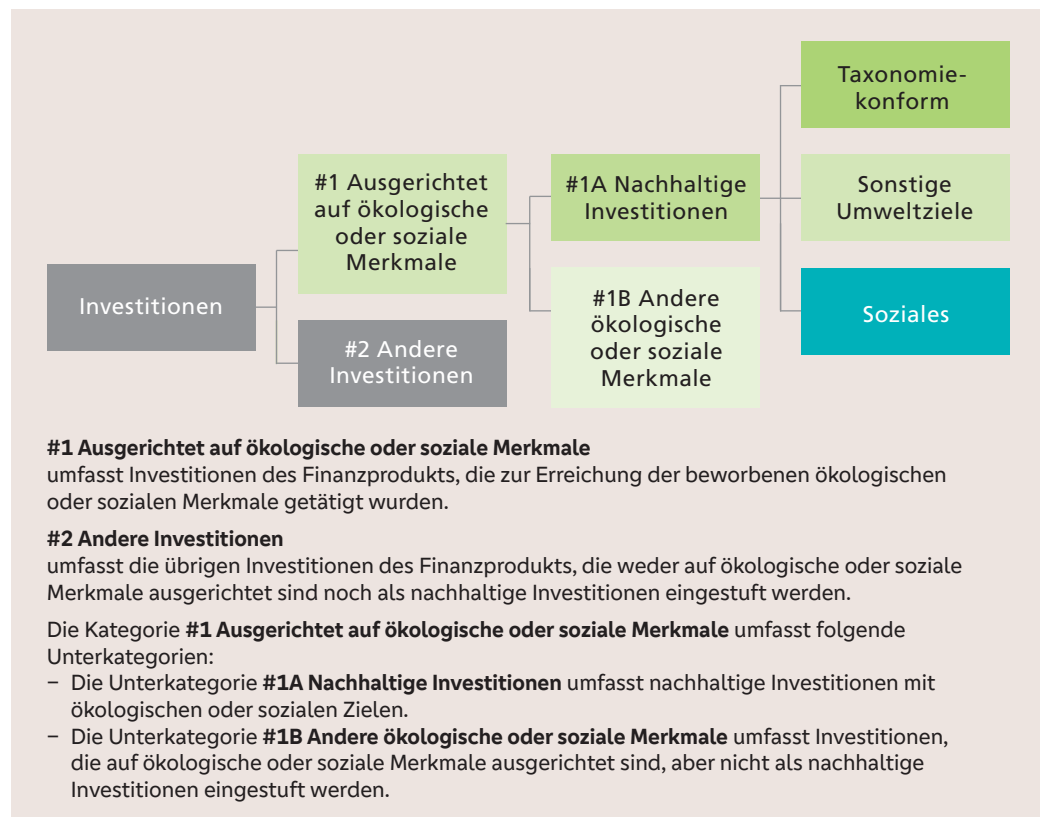 Taxonomie-
konform
#1 Ausgerichtet
auf ökologische
oder soziale
Merkmale
#1A Nachhaltige
Investitionen
Sonstige
Umweltziele
Investitionen
#2 Andere
Investitionen
#1B Andere
ökologische
oder soziale
Merkmale
Soziales
#1 Ausgerichtet auf ökologische oder soziale Merkmale
umfasst Investitionen des Finanzprodukts, die zur Erreichung der beworbenen ökologischen
oder sozialen Merkmale getätigt wurden.
#2 Andere Investitionen
umfasst die übrigen Investitionen des Finanzprodukts, die weder auf ökologische oder soziale
Merkmale ausgerichtet sind noch als nachhaltige Investitionen eingestuft werden.
Die Kategorie #1 Ausgerichtet auf ökologische oder soziale Merkmale umfasst folgende
Unterkategorien:
– Die Unterkategorie #1A Nachhaltige Investitionen umfasst nachhaltige Investitionen mit
ökologischen oder sozialen Zielen.
– Die Unterkategorie #1B Andere ökologische oder soziale Merkmale umfasst Investitionen,
die auf ökologische oder soziale Merkmale ausgerichtet sind, aber nicht als nachhaltige
Investitionen eingestuft werden.